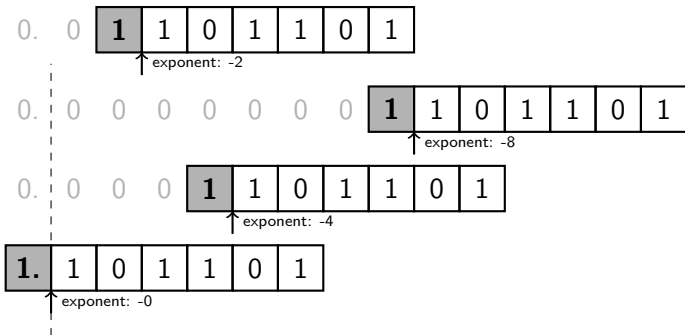 0. 0 1 1 0 1 1 0 1
exponent: -2
0. 0 0 0 0 0 0 0 1 1 0 1 1 0 1
exponent: -8
0. 0 0 0 1 1 0 1 1 0 1
exponent: -4
1. 1 0 1 1 0 1
exponent: -0